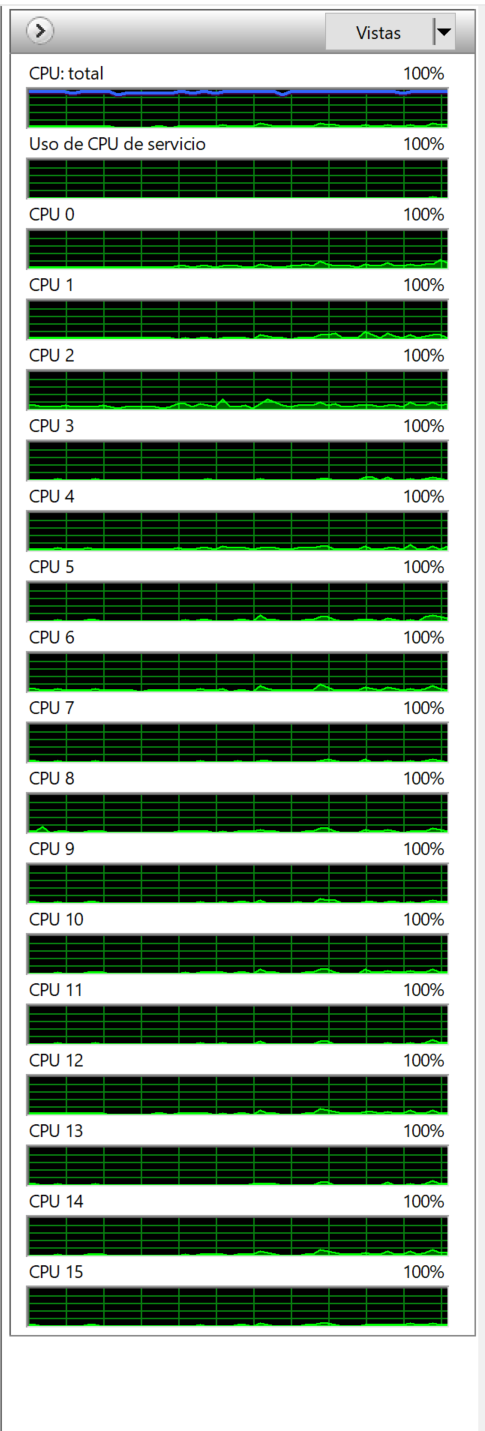 Vistas
CPU: total 100%
Uso de CPU de servicio 100%
CPU 0 100%
CPU 1 100%
CPU 2 100%
CPU 3 100%
CPU 4 100%
CPU 5 100%
CPU 6 100%
CPU 7 100%
CPU 8 100%
CPU 9 100%
CPU 10 100%
CPU 11 100%
CPU 12 100%
CPU 13 100%
CPU 14 100%
CPU 15 100%